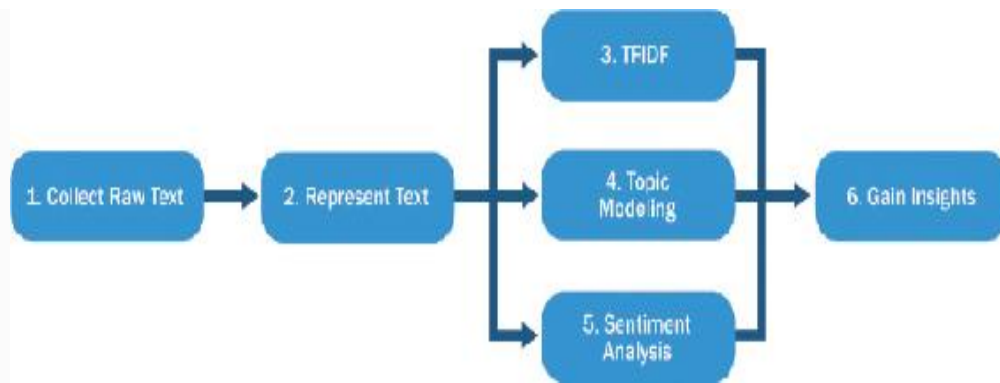 3. TFIDF
1. Collect Raw Text
2. Represent Text
4. Topic
Modeling
6. Gain Insights
5. Sentiment
Analysis